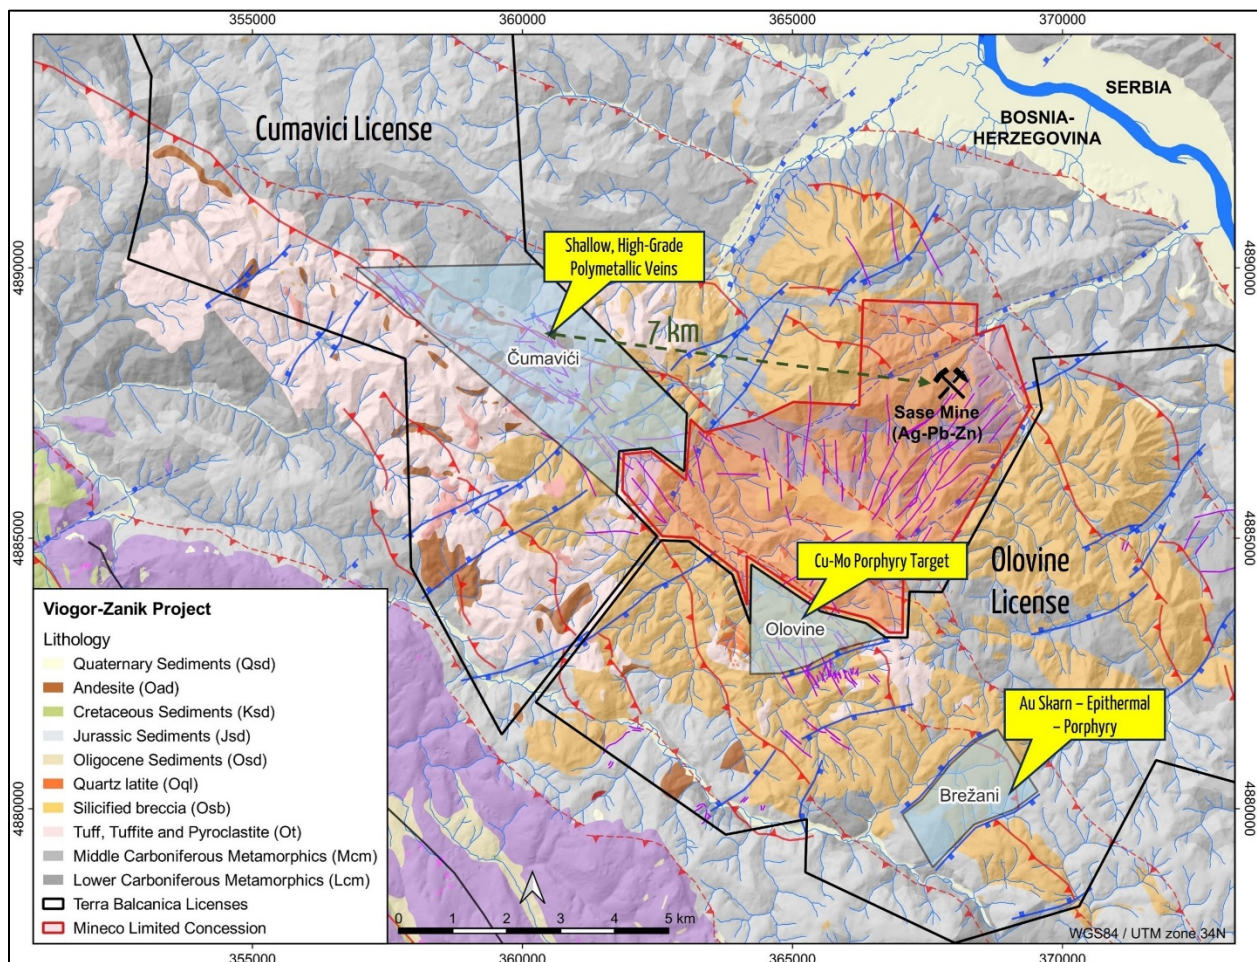 355000
360000
365000
370000
SERBIA
BOSNIA-
HERZEGOVINA
Cumavici License
4890000
4890000
Shallow, High-Grade
Polymetallic Veins
7 km
Čumavići
Sase Mine
(Ag-Pb-Zn)
4885000
4885000
Cu-Mo Porphyry Target
Olovine
License
Olovine
Au Skarn – Epithermal
– Porphyry
Brežani
4880000
4880000
Viogor-Zanik Project
Lithology
Quaternary Sediments (Qsd)
Andesite (Oad)
Cretaceous Sediments (Ksd)
Jurassic Sediments (Jsd)
Oligocene Sediments (Osd)
Quartz latite (Oql)
Silicified breccia (Osb)
Tuff, Tuffite and Pyroclastite (Ot)
Middle Carboniferous Metamorphics (Mcm)
Lower Carboniferous Metamorphics (Lcm)
Terra Balcanica Licenses
Mineco Limited Concession
0 1 2 3 4 5 km
WGS84 / UTM zone 34N
355000
360000
365000
370000